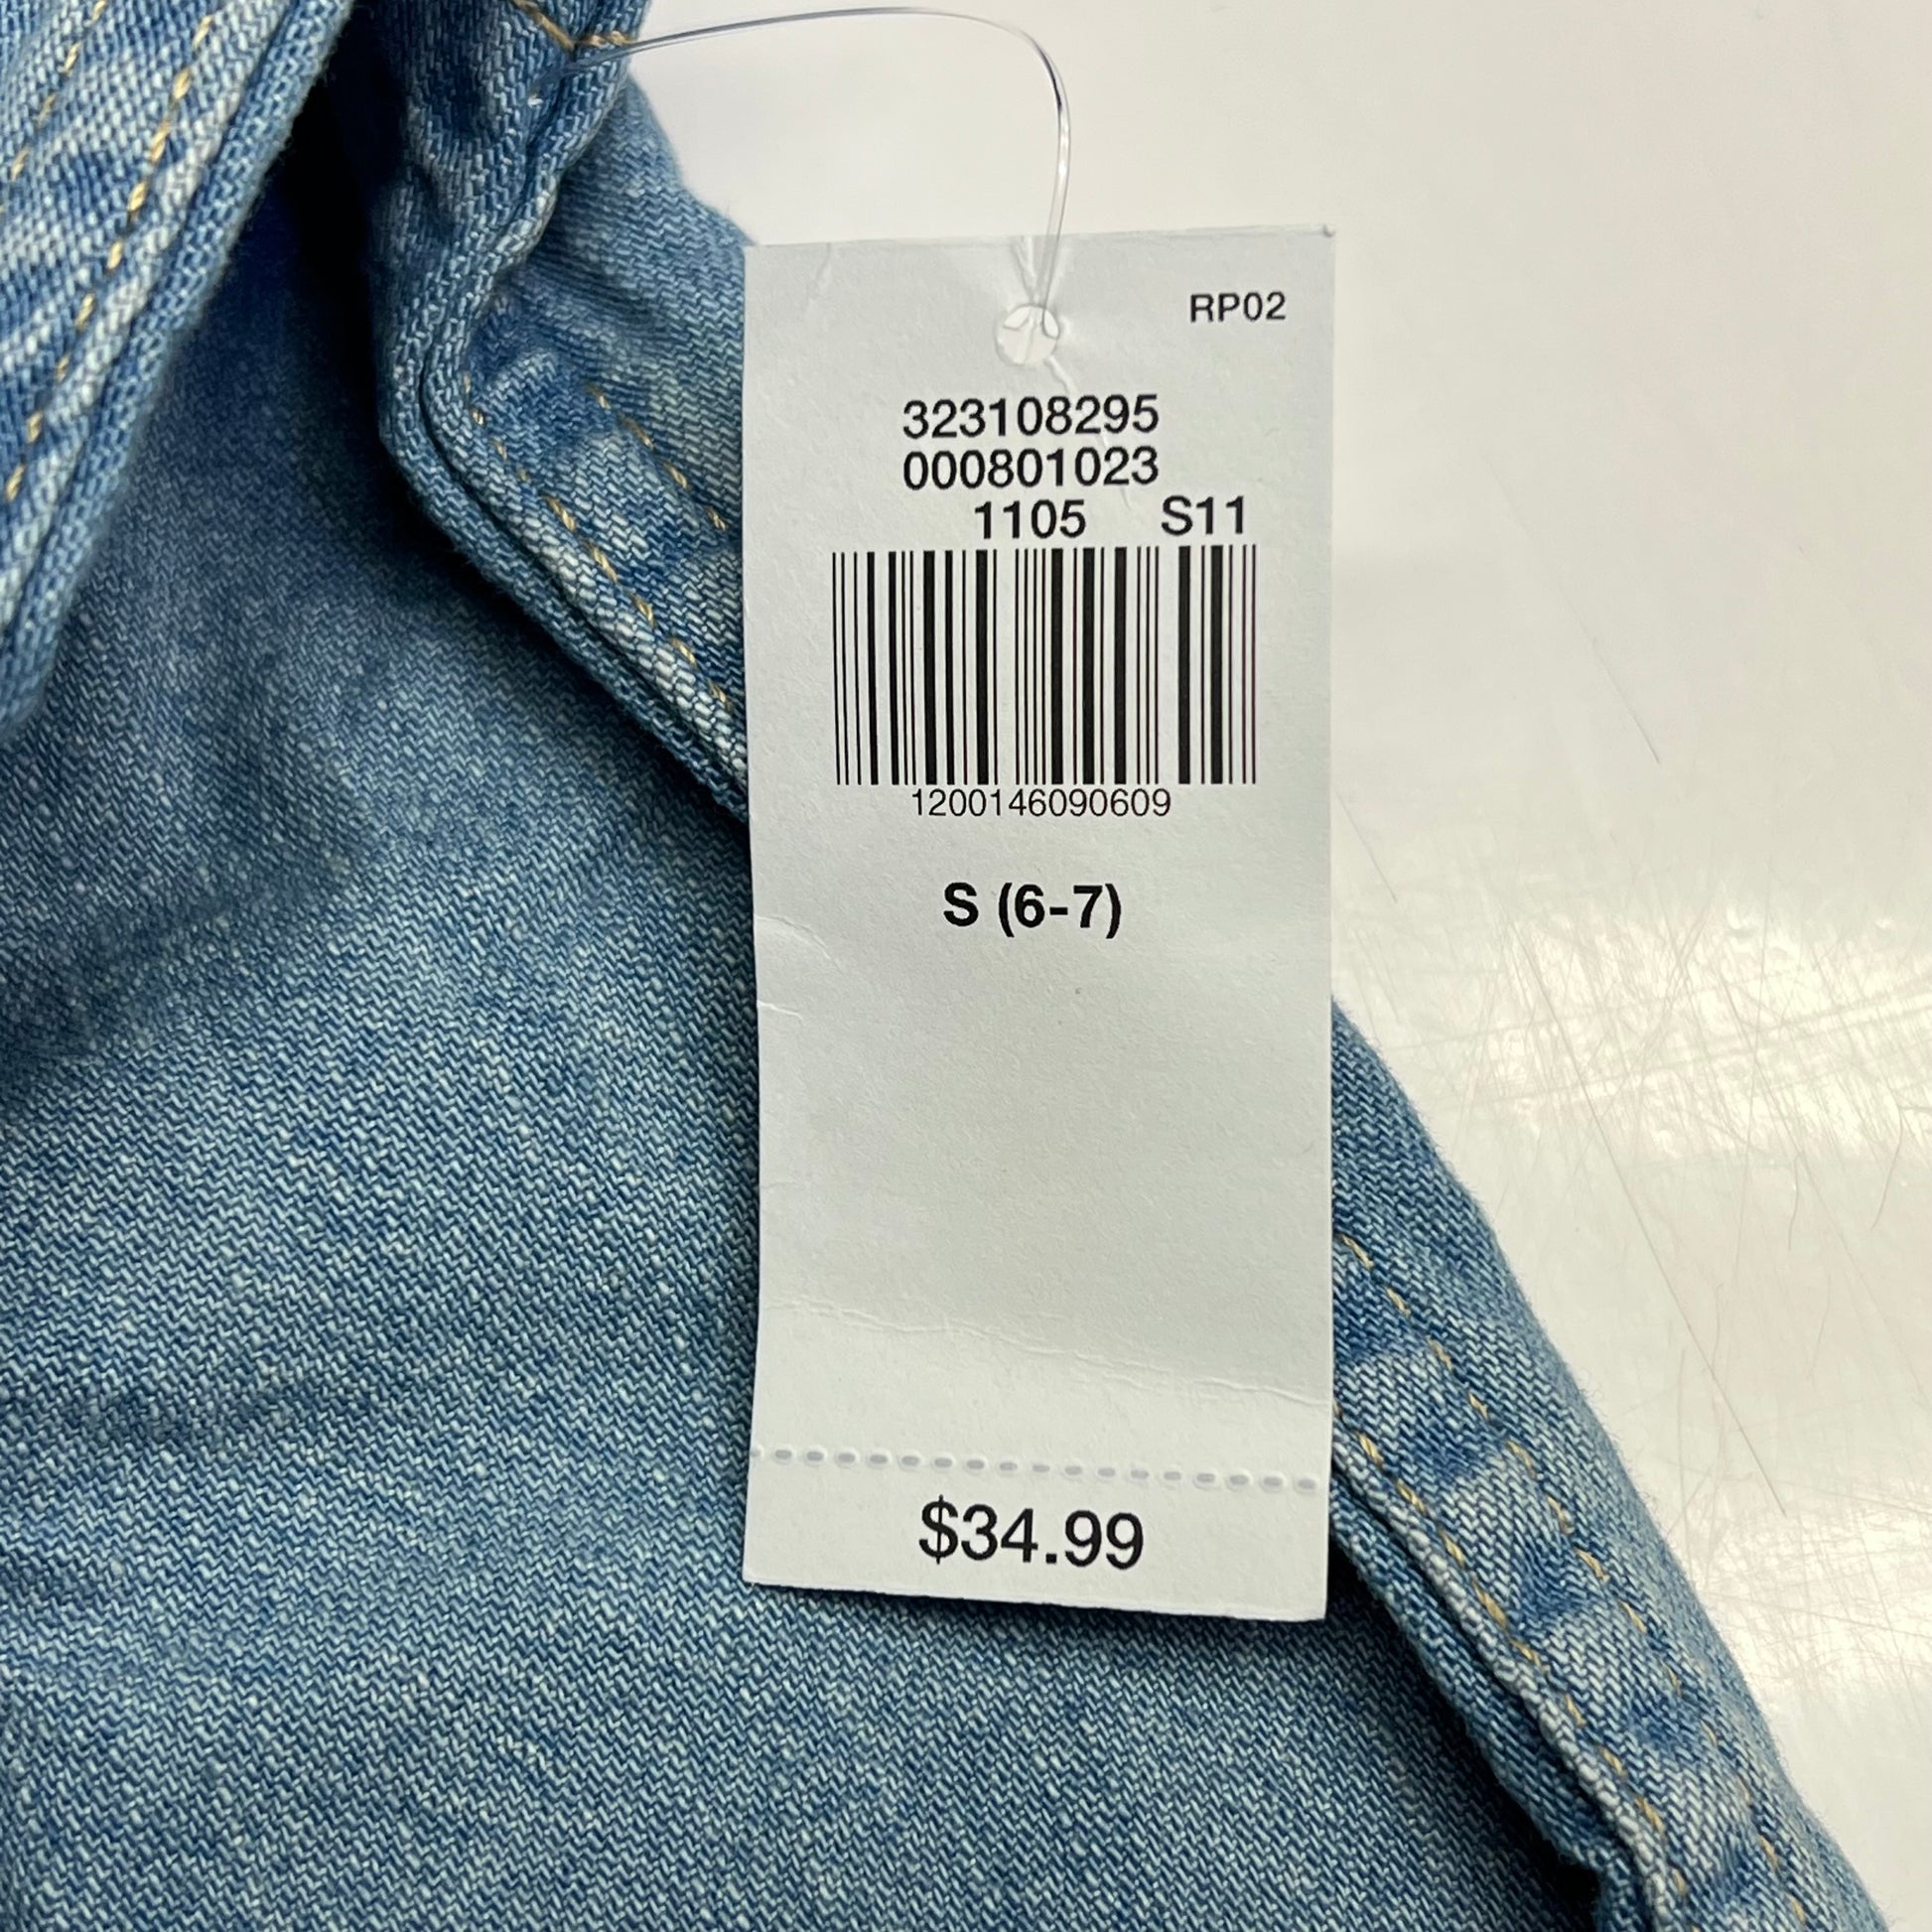 RP02
323108295
000801023
1105 S11
1200146090609
S (6-7)
$34.99